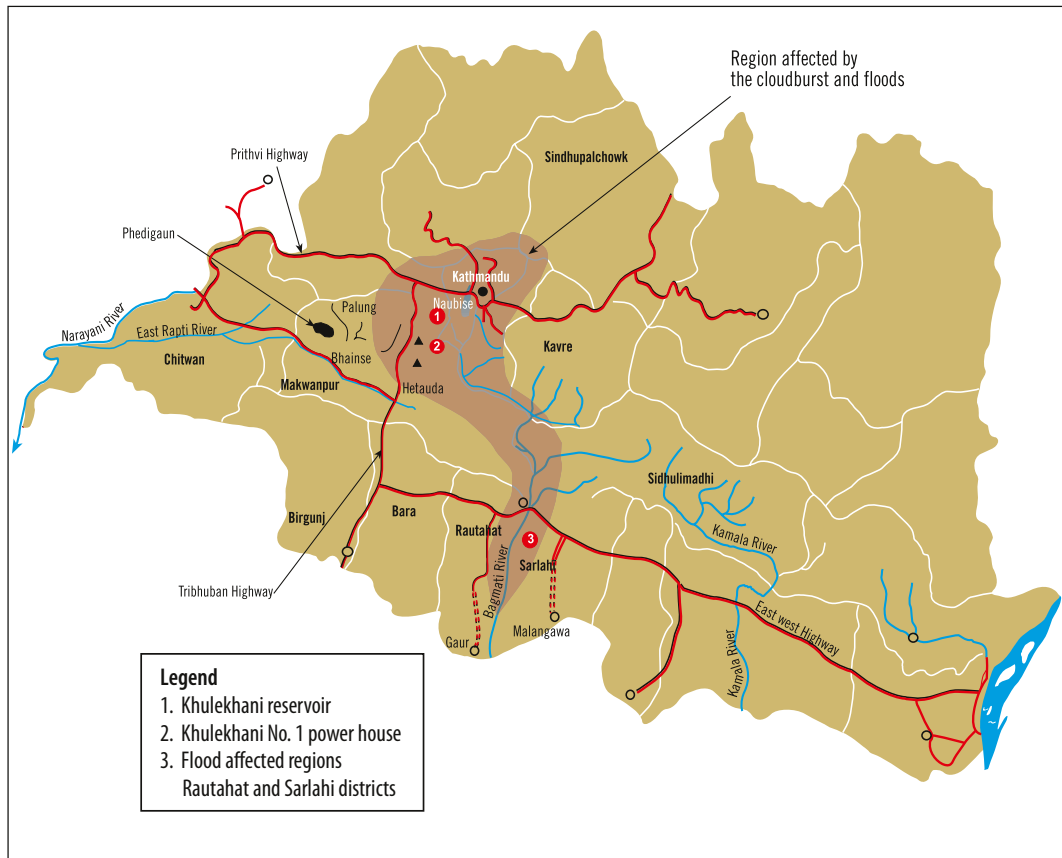 Region affected by
the cloudburst and floods
Sindhupalchowk
Prithvi Highway
Phedigaun
Kathmandu
Naubise
1
Palung
Narayani River
East Rapti River
2
Kavre
Bhainse
Chitwan
Makwanpur
Hetauda
Sidhulimadhi
Birgunj
Bara
Rautahat
Kamala River
3
Sarlahi
Bagmati River
Tribhuban Highway
East west Highway
Malangawa
Gaur
Kamala River
Legend
1. Khulekhani reservoir
2. Khulekhani No. 1 power house
3. Flood affected regions
Rautahat and Sarlahi districts